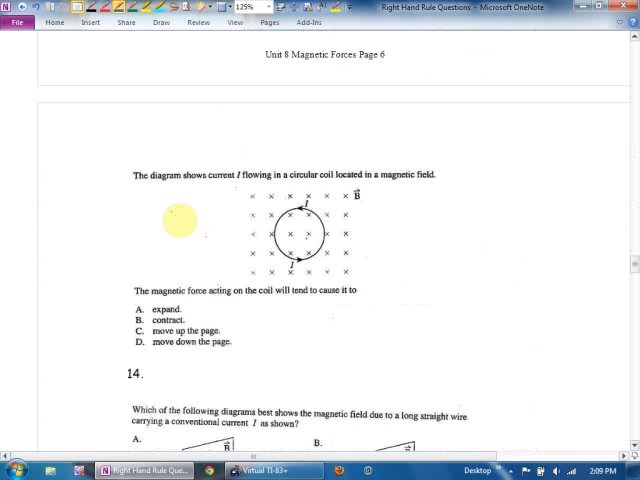 Right Hand Rule Questions - Microsoft OneNote
125%
File Home Insert Share Draw Review View Page Add-Ins
Unit 8 Magnetic Forces Page 6
The diagram shows current I flowing in a circular coil located in a magnetic field.
× × × × × × B
I
× × × × × ×
× × × × × ×
× × × × × ×
I
× × × × × ×
The magnetic force acting on the coil will tend to cause it to
A. expand.
B. contract.
C. move up the page.
D. move down the page.
14.
Which of the following diagrams best shows the magnetic field due to a long straight wire
carrying a conventional current I as shown?
A. B.
B B
Right Hand Rule Que... Virtual TI-83+ Desktop 2:09 PM